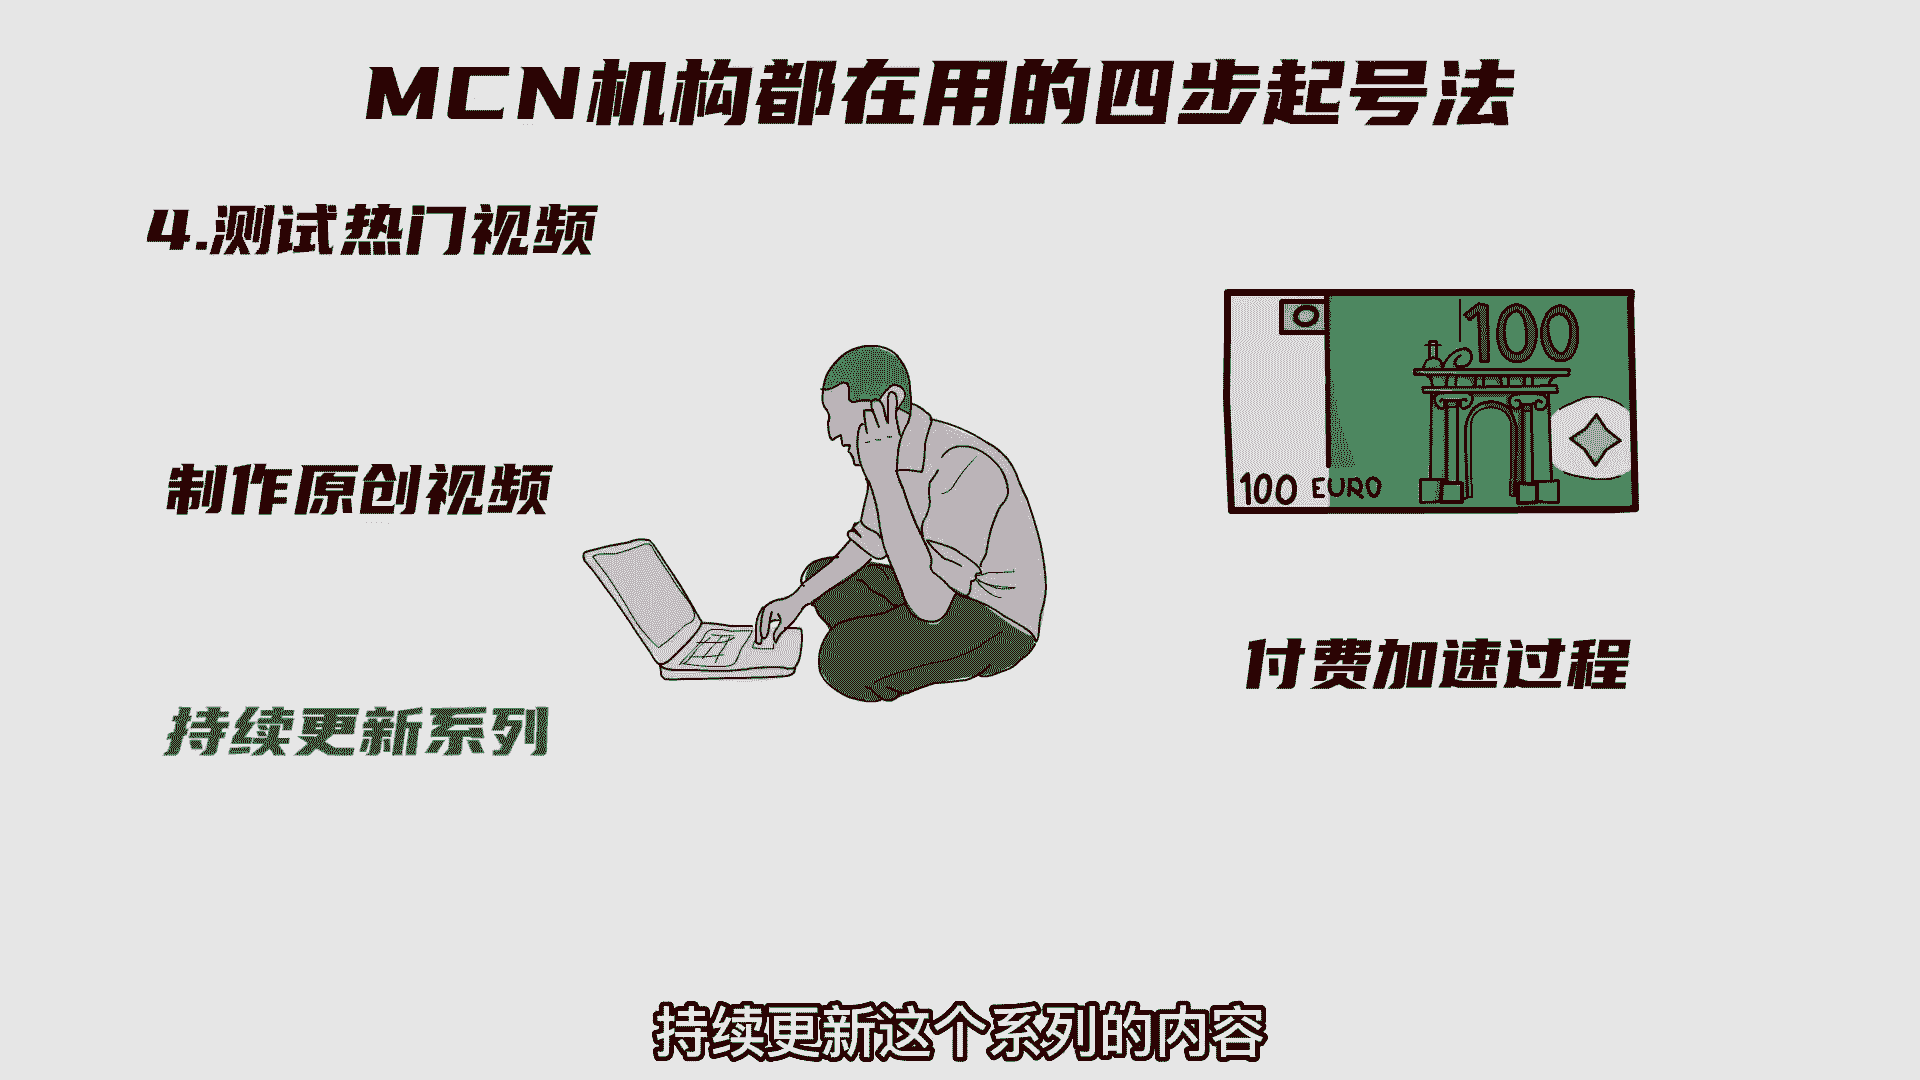 MCN机构都在用的四步起号法
4.测试热门视频
100
100 EURO
制作原创视频
付费加速过程
持续更新系列
持续更新这个系列的内容